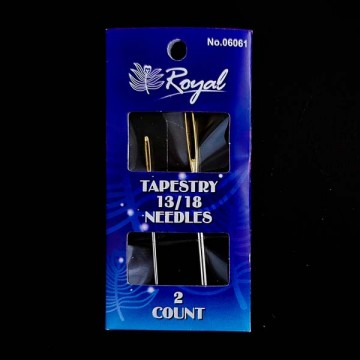 No.06061
Royal
TAPESTRY
13/18
NEEDLES
2
COUNT